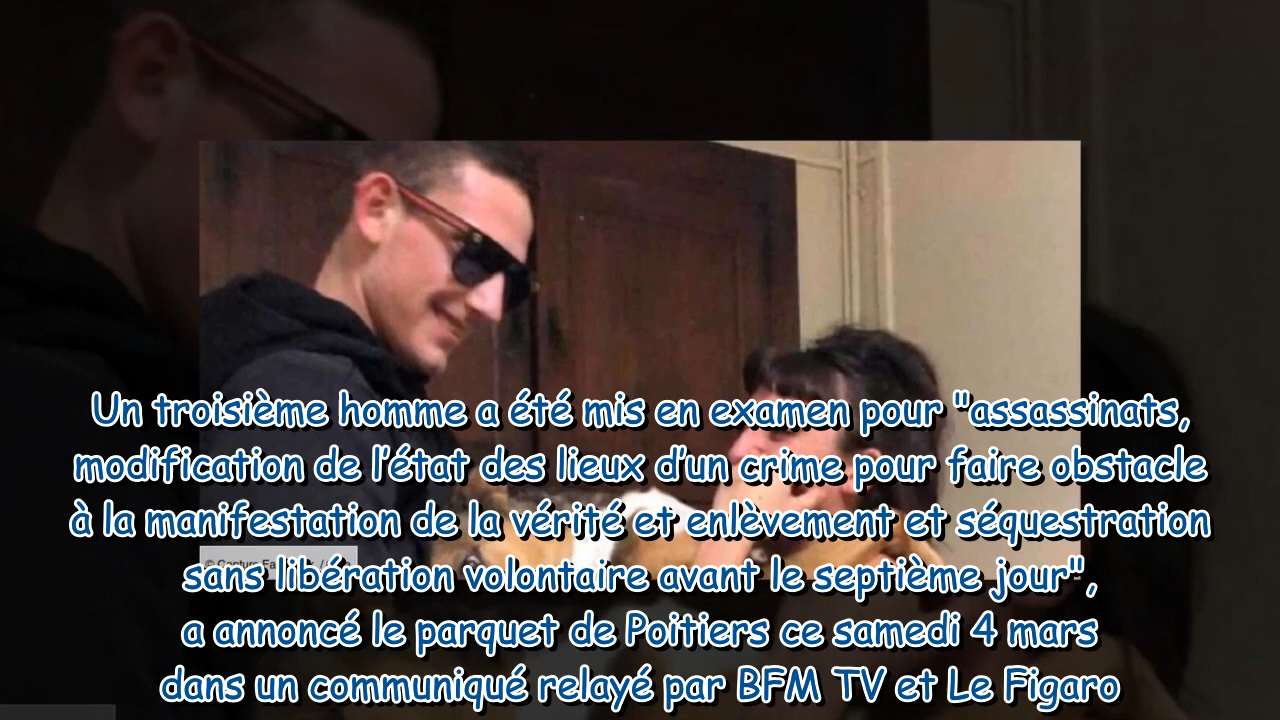 Un troisième homme a été mis en examen pour "assassinats,
modification de l'état des lieux d'un crime pour faire obstacle
à la manifestation de la vérité et enlèvement et séquestration
sans libération volontaire avant le septième jour",
a annoncé le parquet de Poitiers ce samedi 4 mars
dans un communiqué relayé par BFM TV et Le Figaro